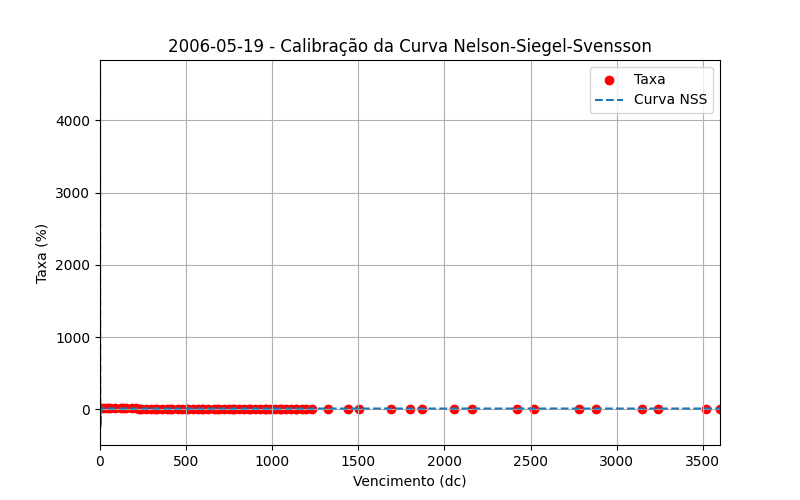 2006-05-19 - Calibração da Curva Nelson-Siegel-Svensson
Taxa
Curva NSS
4000
3000
2000
1000
0
Taxa (%)
0 500 1000 1500 2000 2500 3000 3500
Vencimento (dc)